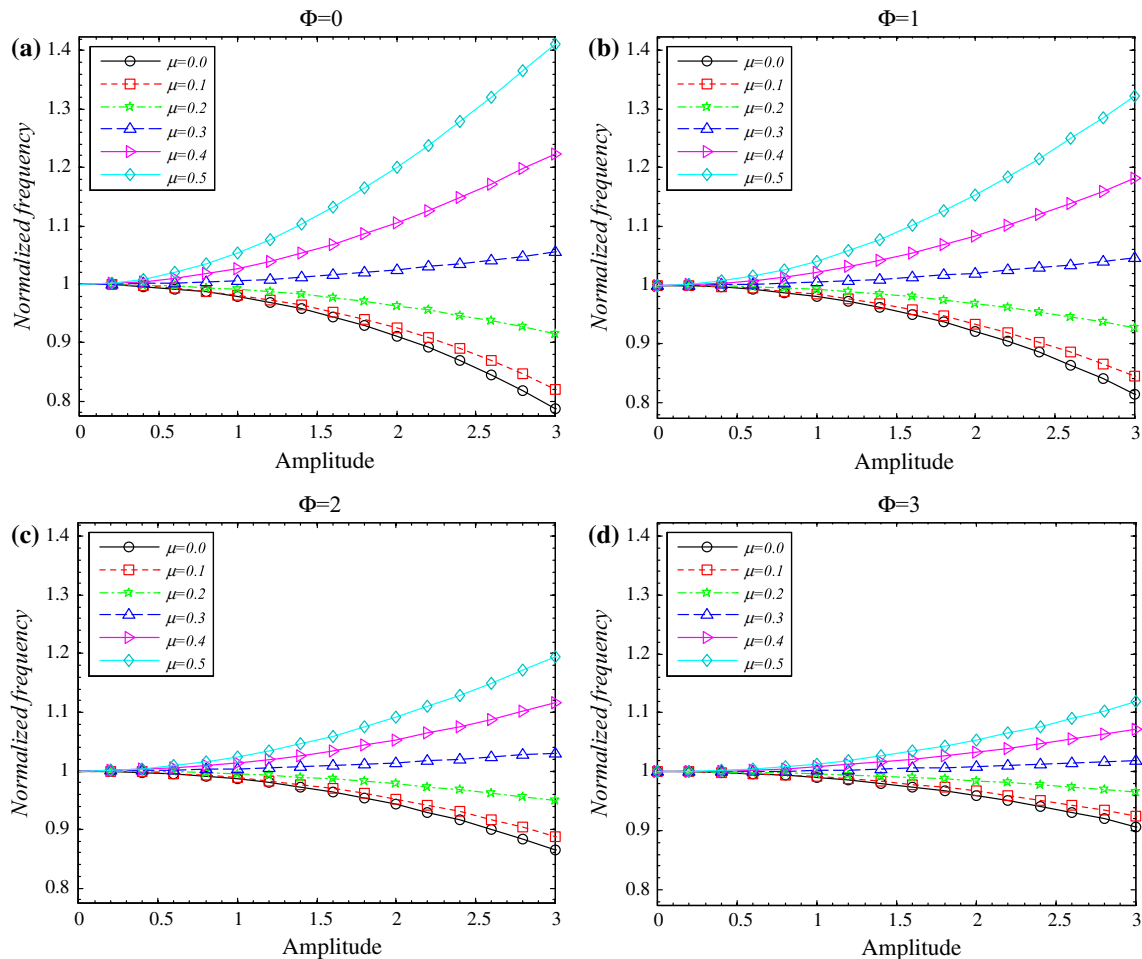 Φ=0
(a)
1.4
1.3
1.2
1.1
1
0.9
0.8
Normalized frequency
μ=0.0
μ=0.1
μ=0.2
μ=0.3
μ=0.4
μ=0.5
0 0.5 1 1.5 2 2.5 3
Amplitude
Φ=1
(b)
1.4
1.3
1.2
1.1
1
0.9
0.8
Normalized frequency
μ=0.0
μ=0.1
μ=0.2
μ=0.3
μ=0.4
μ=0.5
0 0.5 1 1.5 2 2.5 3
Amplitude
Φ=2
(c)
1.4
1.3
1.2
1.1
1
0.9
0.8
Normalized frequency
μ=0.0
μ=0.1
μ=0.2
μ=0.3
μ=0.4
μ=0.5
0 0.5 1 1.5 2 2.5 3
Amplitude
Φ=3
(d)
1.4
1.3
1.2
1.1
1
0.9
0.8
Normalized frequency
μ=0.0
μ=0.1
μ=0.2
μ=0.3
μ=0.4
μ=0.5
0 0.5 1 1.5 2 2.5 3
Amplitude